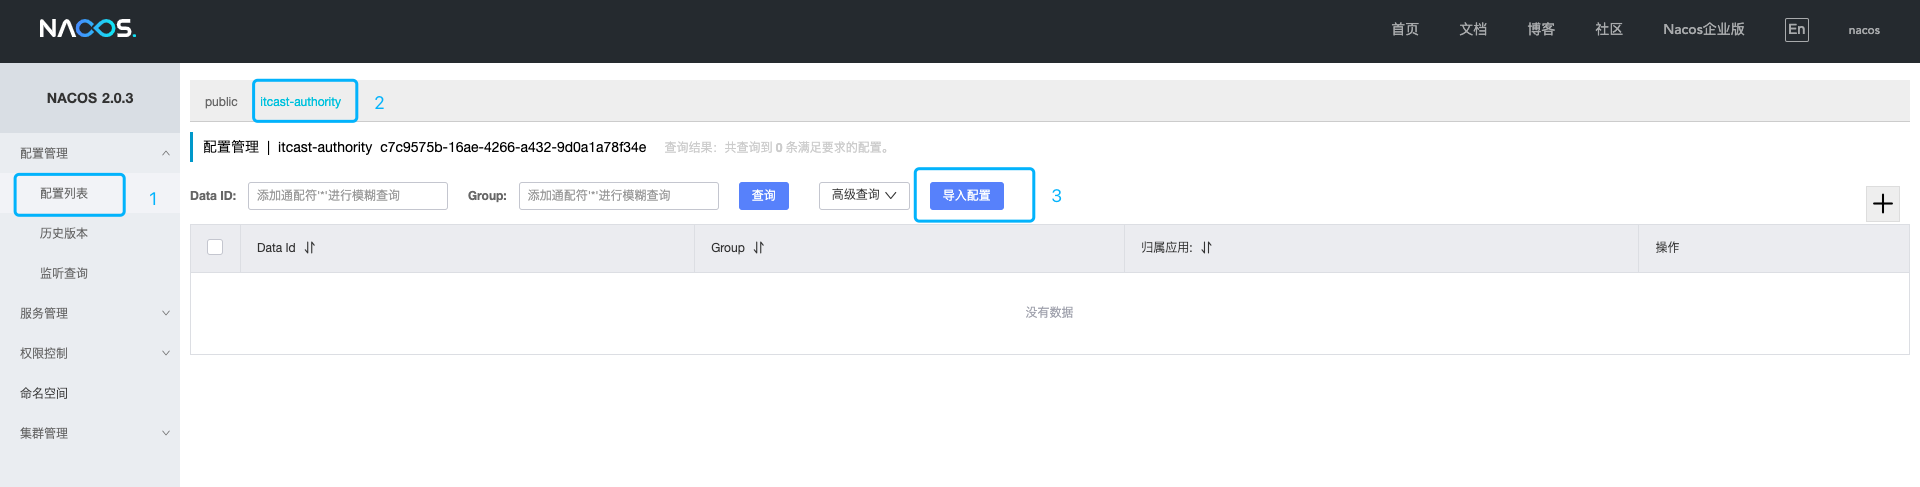 NACOS. 首页 文档 博客 社区 Nacos企业版 En nacos
NACOS 2.0.3
配置管理
配置列表 1
历史版本
监听查询
服务管理
权限控制
命名空间
集群管理
public itcast-authority 2
配置管理 | itcast-authority c7c9575b-16ae-4266-a432-9d0a1a78f34e 查询结果：共查询到 0 条满足要求的配置。
Data ID: 添加通配符'*'进行模糊查询 Group: 添加通配符'*'进行模糊查询 查询 高级查询 导入配置 3
Data Id Group 归属应用: 操作
没有数据